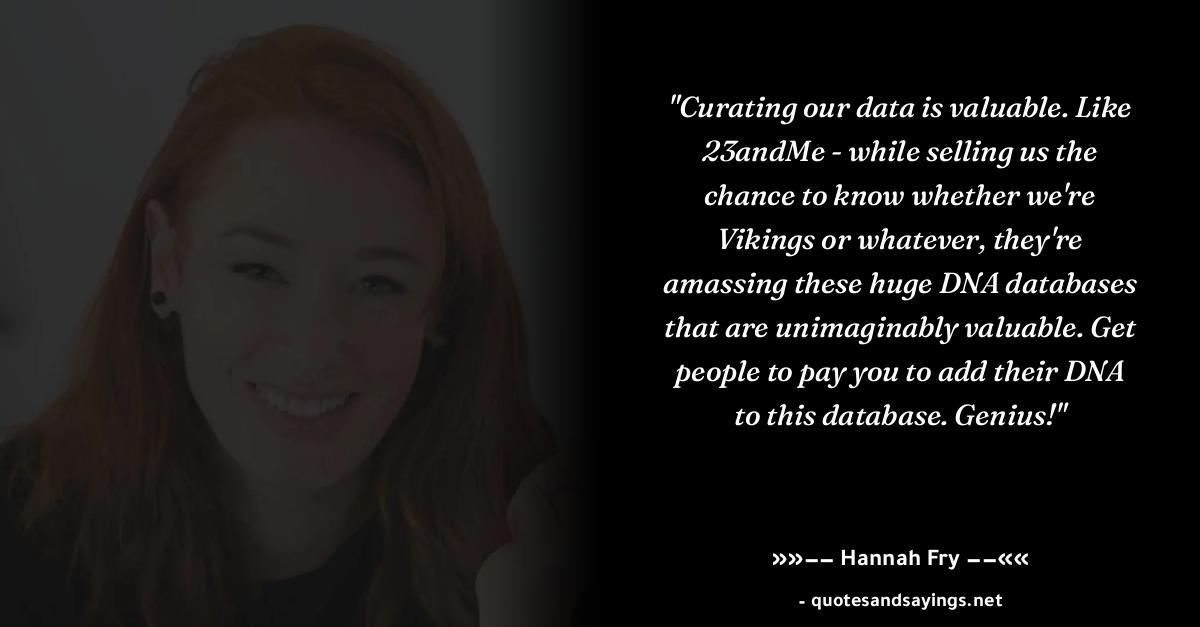 "Curating our data is valuable. Like
23andMe - while selling us the
chance to know whether we're
Vikings or whatever, they're
amassing these huge DNA databases
that are unimaginably valuable. Get
people to pay you to add their DNA
to this database. Genius!"
»»−− Hannah Fry −−««
- quotesandsayings.net